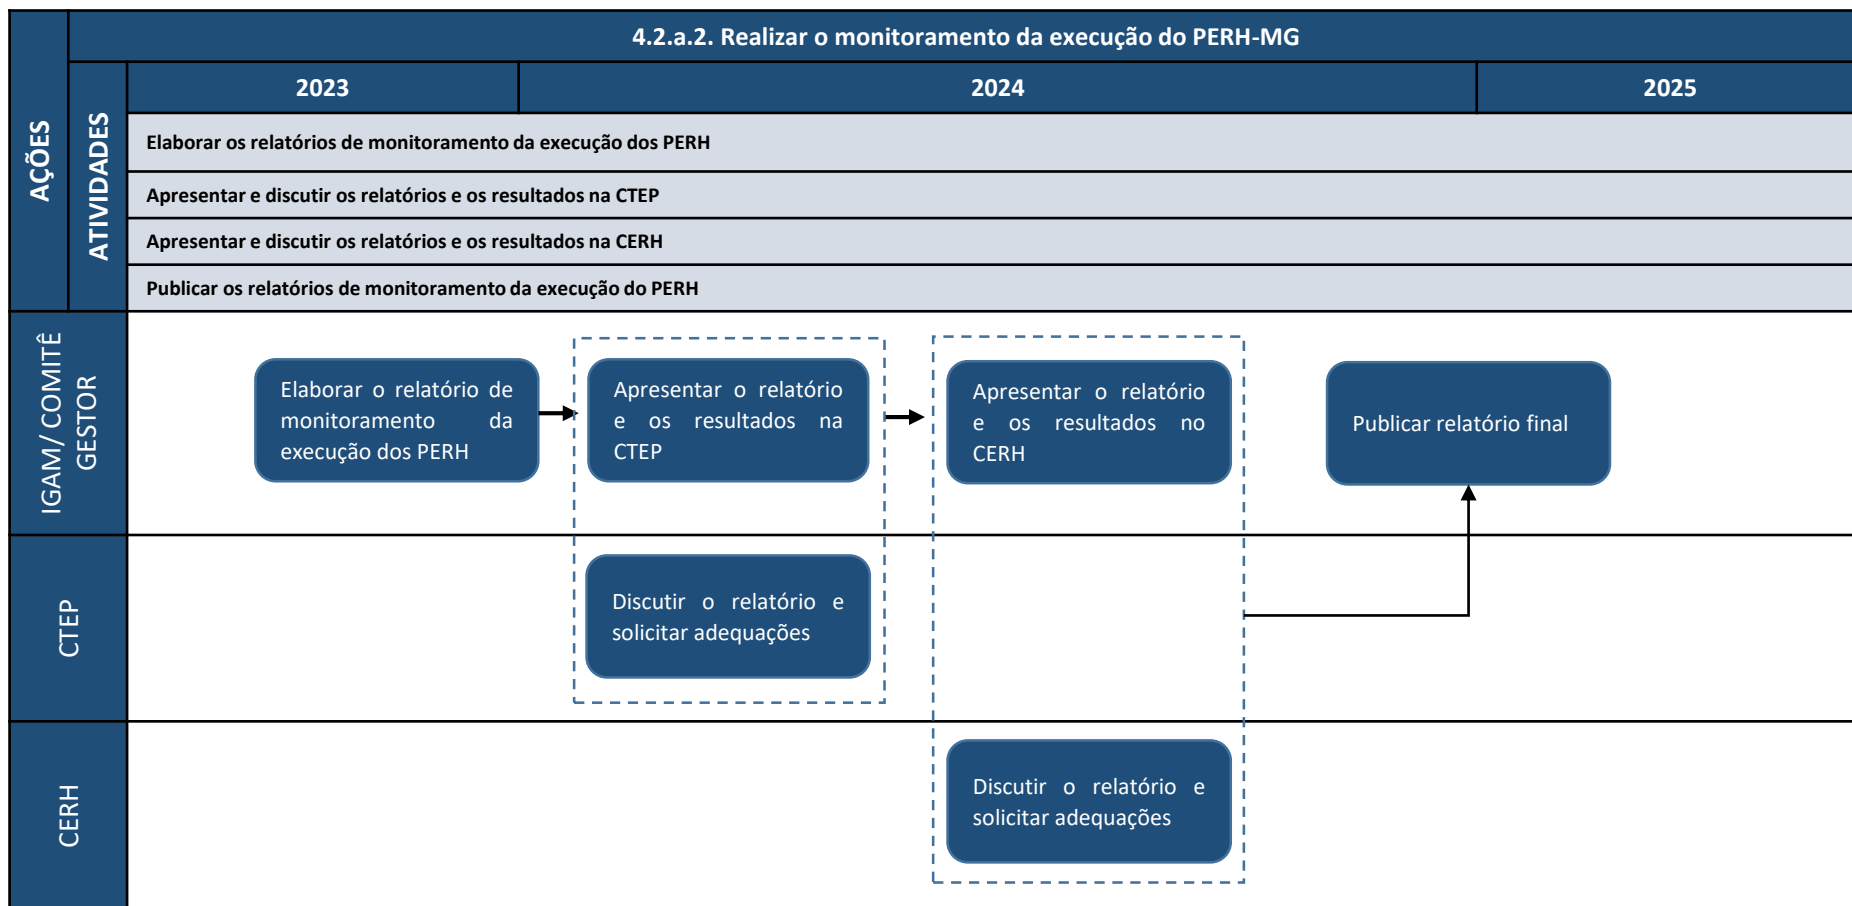 4.2.a.2. Realizar o monitoramento da execução do PERH-MG
AÇÕES
ATIVIDADES
2023
2024
2025
Elaborar os relatórios de monitoramento da execução dos PERH
Apresentar e discutir os relatórios e os resultados na CTEP
Apresentar e discutir os relatórios e os resultados na CERH
Publicar os relatórios de monitoramento da execução do PERH
IGAM/ COMITÊ
GESTOR
Elaborar o relatório de
monitoramento da
execução dos PERH
Apresentar o relatório
e os resultados na
CTEP
Apresentar o relatório
e os resultados no
CERH
Publicar relatório final
CTEP
Discutir o relatório e
solicitar adequações
CERH
Discutir o relatório e
solicitar adequações